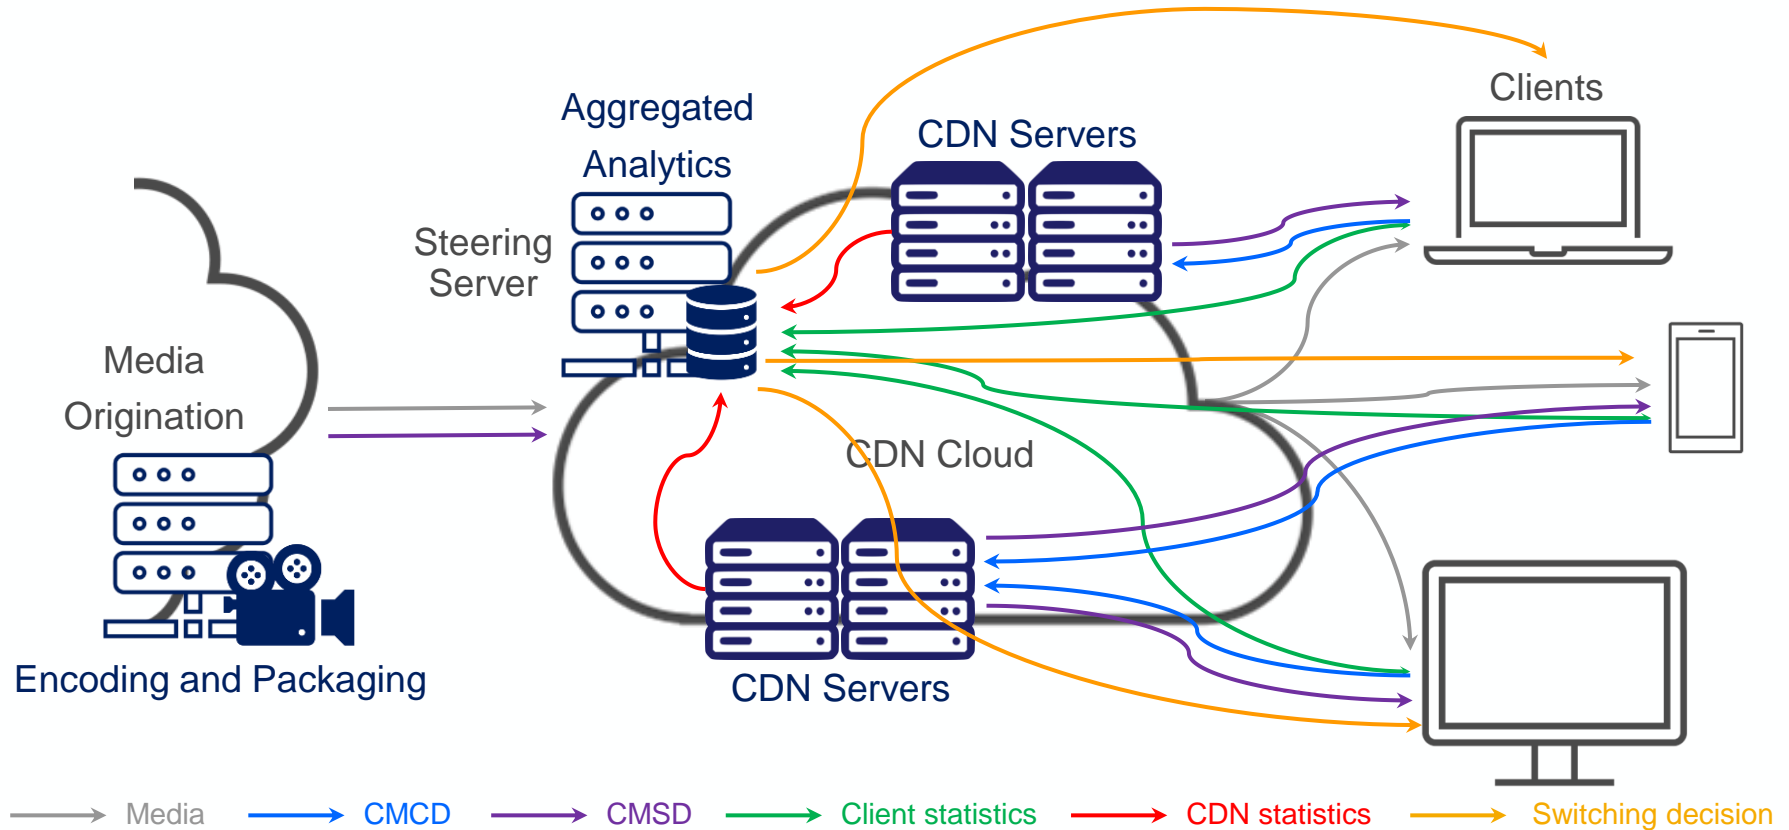 Clients
Aggregated
Analytics
CDN Servers
Steering
Server
Media
Origination
CDN Cloud
Encoding and Packaging
CDN Servers
Media
CMCD
CMSD
Client statistics
CDN statistics
Switching decision